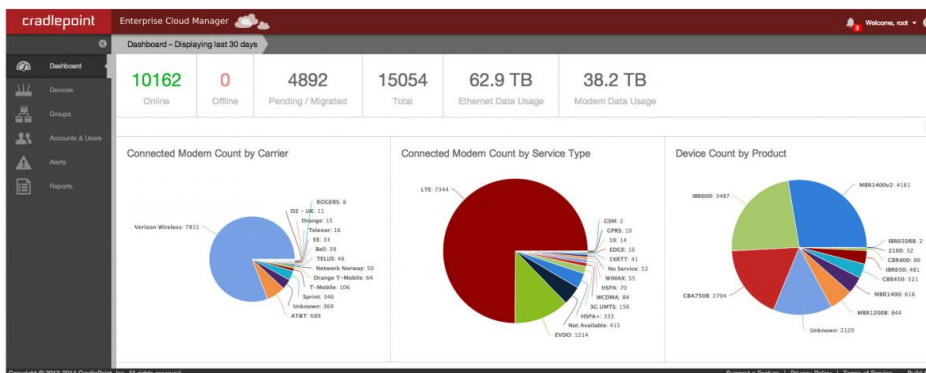 cradlepoint
Enterprise Cloud Manager
3
Welcome, root
Dashboard – Displaying last 30 days
Dashboard
Devices
Groups
Accounts & Users
Alerts
Reports
10162
Online
0
Offline
4892
Pending / Migrated
15054
Total
62.9 TB
Ethernet Data Usage
38.2 TB
Modem Data Usage
Connected Modem Count by Carrier
ROGERS: 8
O2 - UK: 11
Orange: 15
Telenor: 16
EE: 33
Bell: 39
TELUS: 46
Network Norway: 50
Orange T-Mobile: 64
T-Mobile: 106
Sprint: 346
Unknown: 369
AT&T: 689
Verizon Wireless: 7815
Connected Modem Count by Service Type
LTE: 7344
GSM: 2
GPRS: 10
1X: 14
EDGE: 16
1XRTT: 41
No Service: 52
WiMAX: 55
HSPA: 70
WCDMA: 84
3G UMTS: 156
HSPA+: 333
Not Available: 415
EVDO: 1214
Device Count by Product
IBR600: 3487
MBR1400v2: 4161
IBR650RB: 2
2100: 32
CBR400: 86
IBR650: 481
CBR450: 521
MBR1400: 616
MBR1200B: 844
Unknown: 2120
CBA750B: 2704